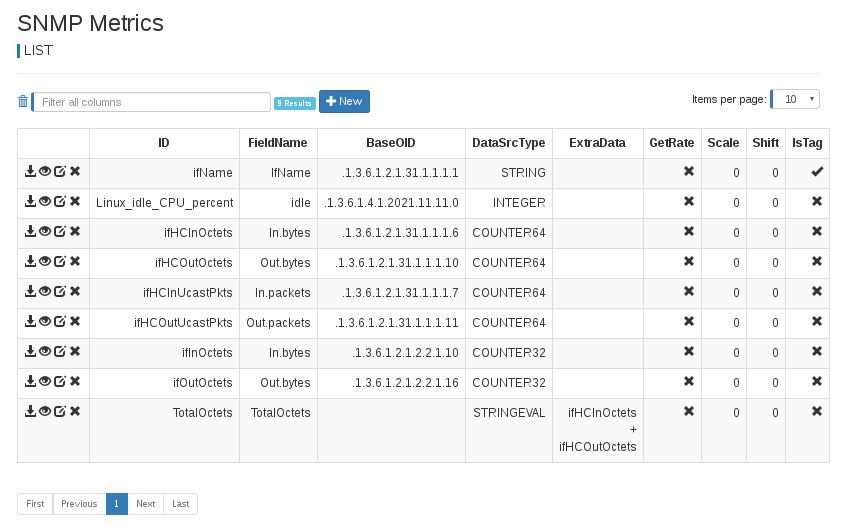 SNMP Metrics
LIST
Filter all columns 9 Results New Items per page: 10
ID FieldName BaseOID DataSrcType ExtraData GetRate Scale Shift IsTag
ifName IfName .1.3.6.1.2.1.31.1.1.1.1 STRING 0 0
Linux_idle_CPU_percent idle .1.3.6.1.4.1.2021.11.11.0 INTEGER 0 0
ifHCInOctets In.bytes .1.3.6.1.2.1.31.1.1.1.6 COUNTER64 0 0
ifHCOutOctets Out.bytes .1.3.6.1.2.1.31.1.1.1.10 COUNTER64 0 0
ifHCInUcastPkts In.packets .1.3.6.1.2.1.31.1.1.1.7 COUNTER64 0 0
ifHCOutUcastPkts Out.packets .1.3.6.1.2.1.31.1.1.1.11 COUNTER64 0 0
ifInOctets In.bytes .1.3.6.1.2.1.2.2.1.10 COUNTER32 0 0
ifOutOctets Out.bytes .1.3.6.1.2.1.2.2.1.16 COUNTER32 0 0
TotalOctets TotalOctets STRINGEVAL ifHCInOctets 0 0
+
ifHCOutOctets
First Previous 1 Next Last